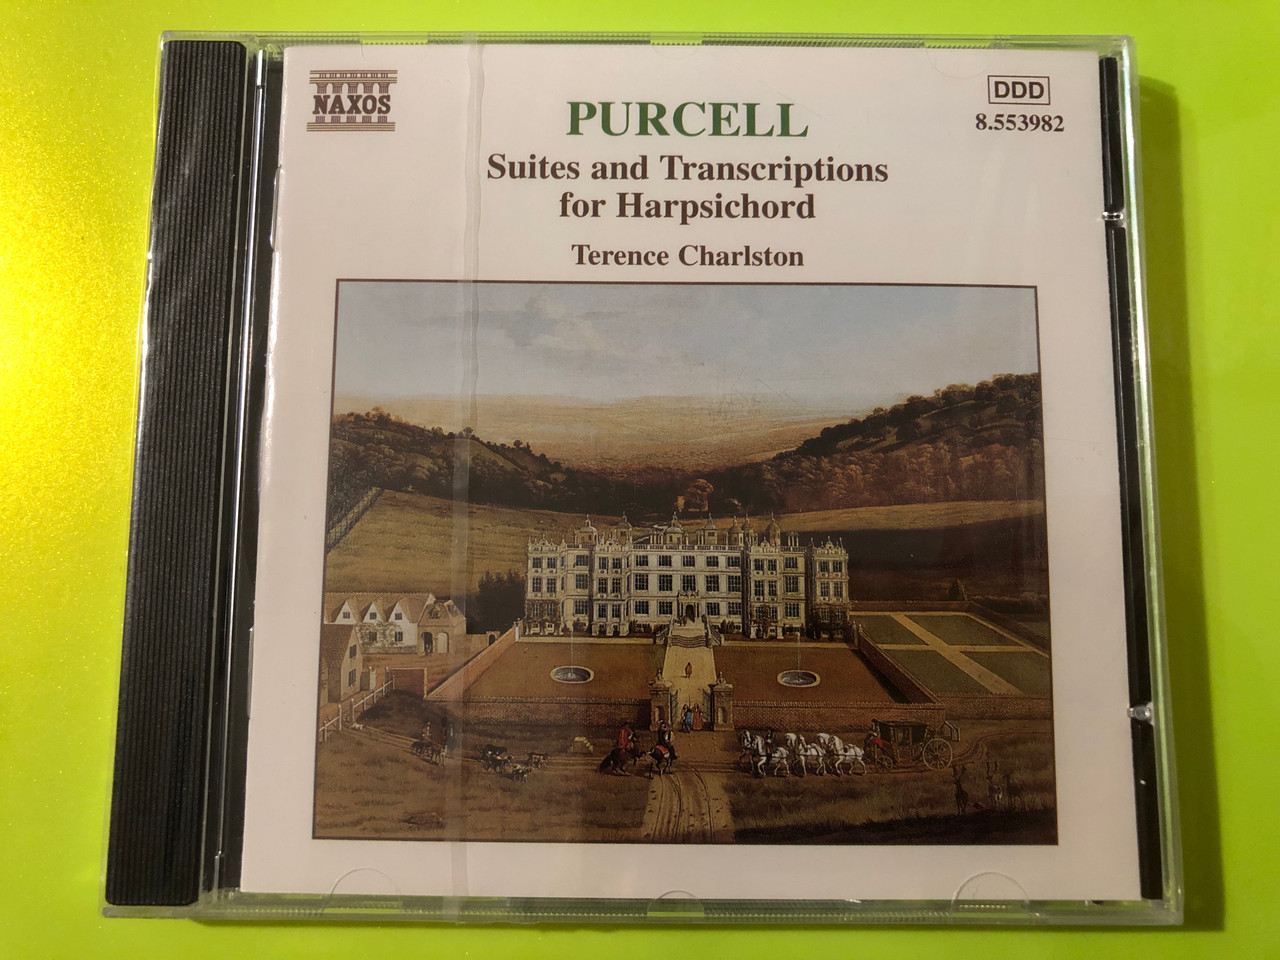 NAXOS
DDD
8.553982
PURCELL
Suites and Transcriptions
for Harpsichord
Terence Charlston